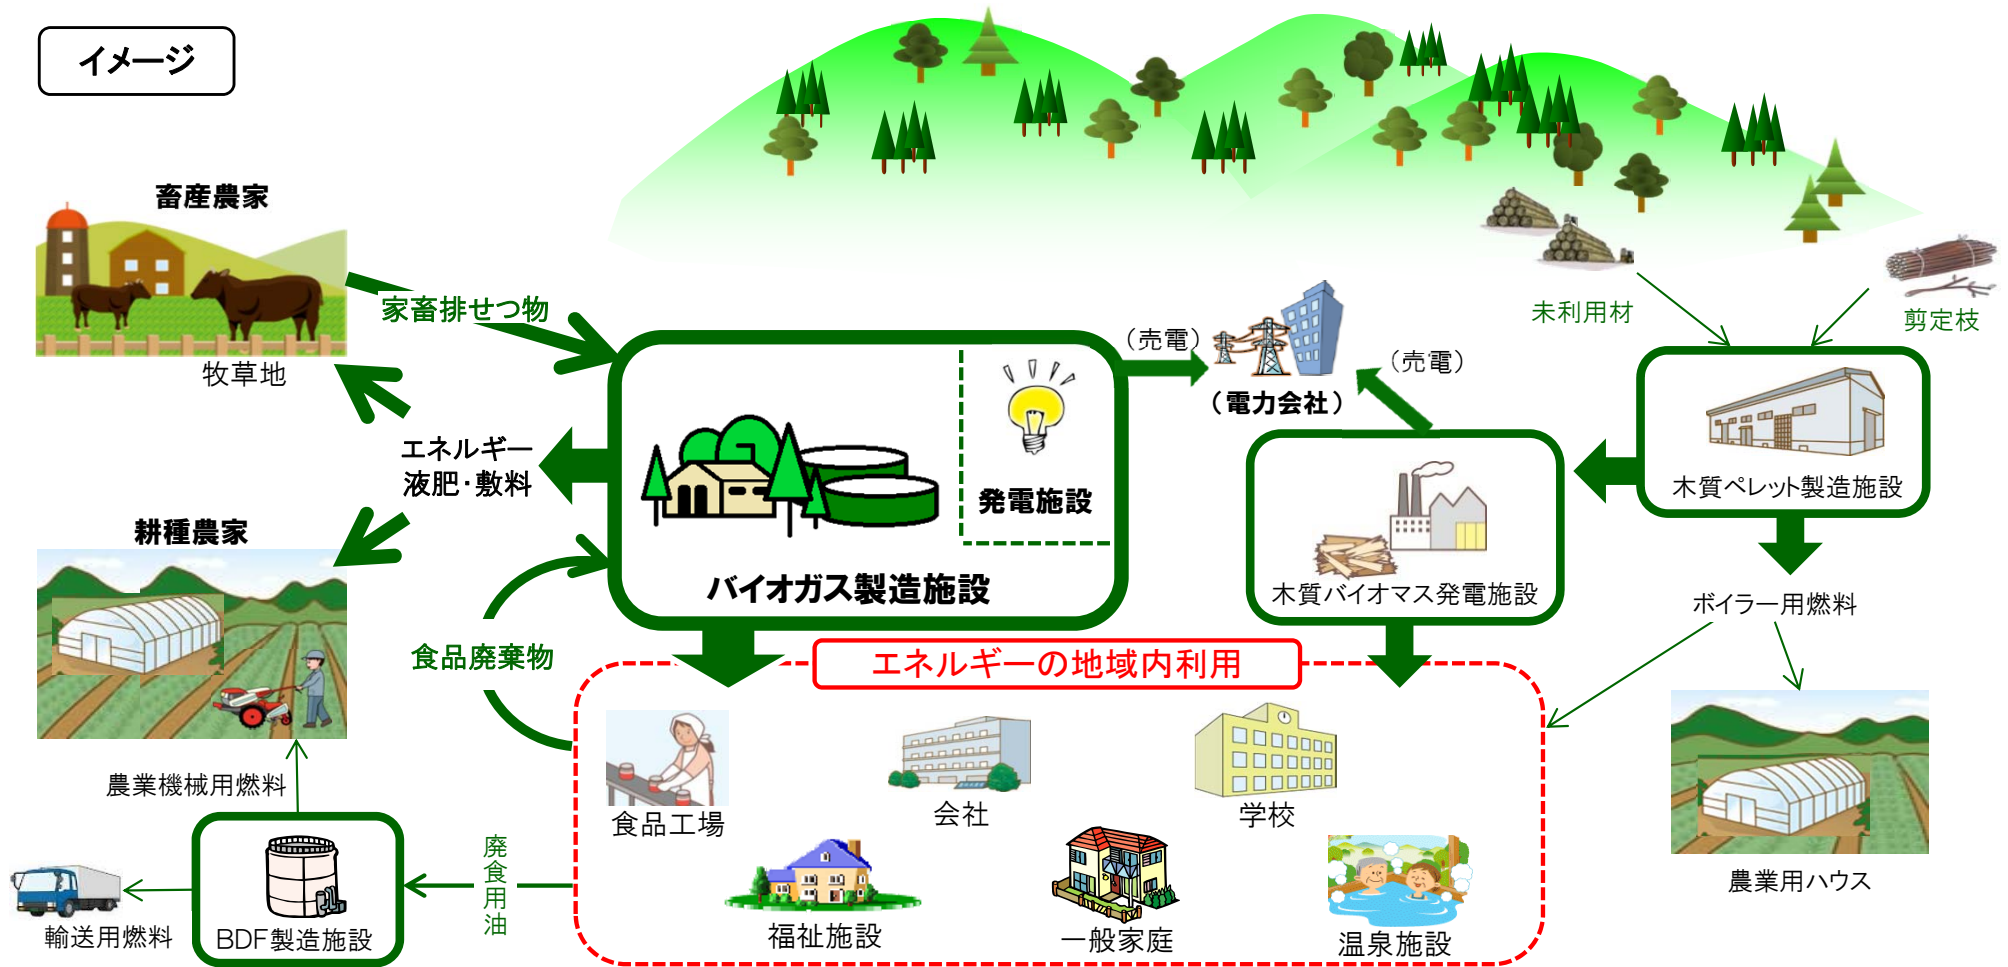 イメージ
畜産農家
牧草地
家畜排せつ物
エネルギー
液肥・敷料
耕種農家
農業機械用燃料
輸送用燃料
BDF製造施設
廃食用油
食品廃棄物
バイオガス製造施設
発電施設
（売電）
（電力会社）
（売電）
未利用材
剪定枝
木質ペレット製造施設
木質バイオマス発電施設
ボイラー用燃料
農業用ハウス
エネルギーの地域内利用
食品工場
会社
学校
福祉施設
一般家庭
温泉施設